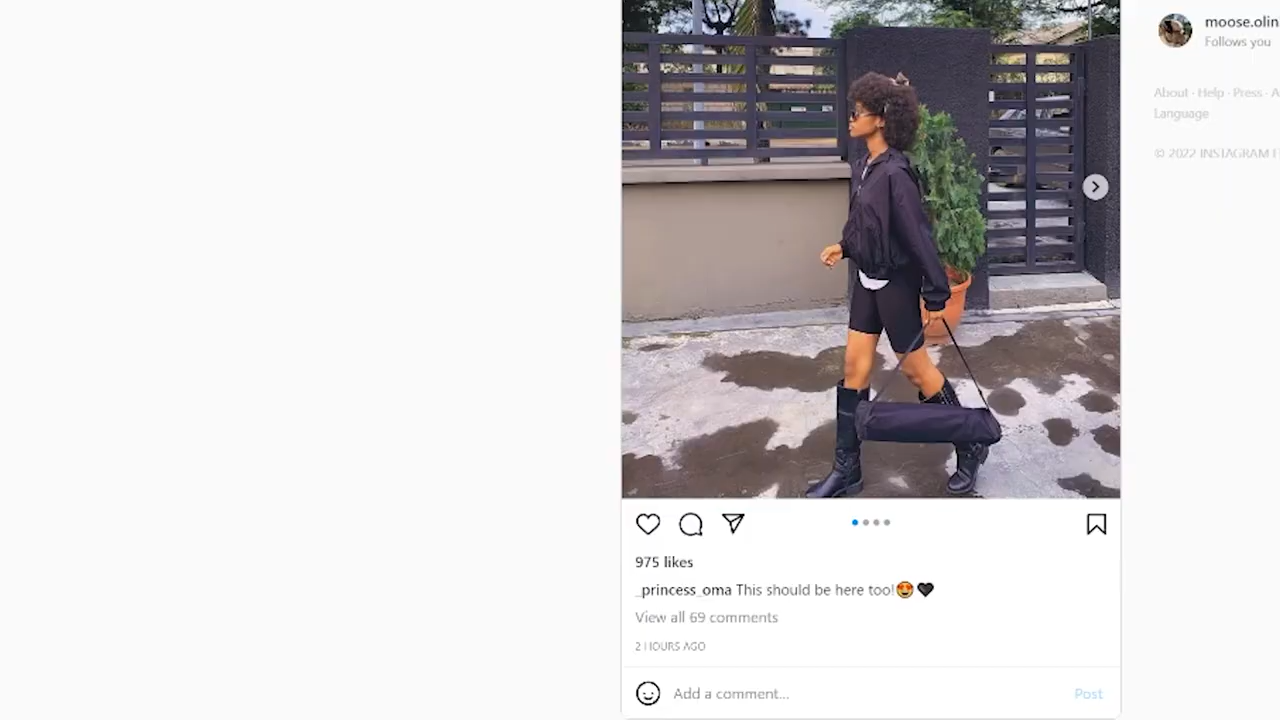 moose.olin
Follows you
About · Help · Press · A
Language
© 2022 INSTAGRAM F
975 likes
_princess_oma This should be here too!😍🖤
View all 69 comments
2 HOURS AGO
Add a comment...
Post